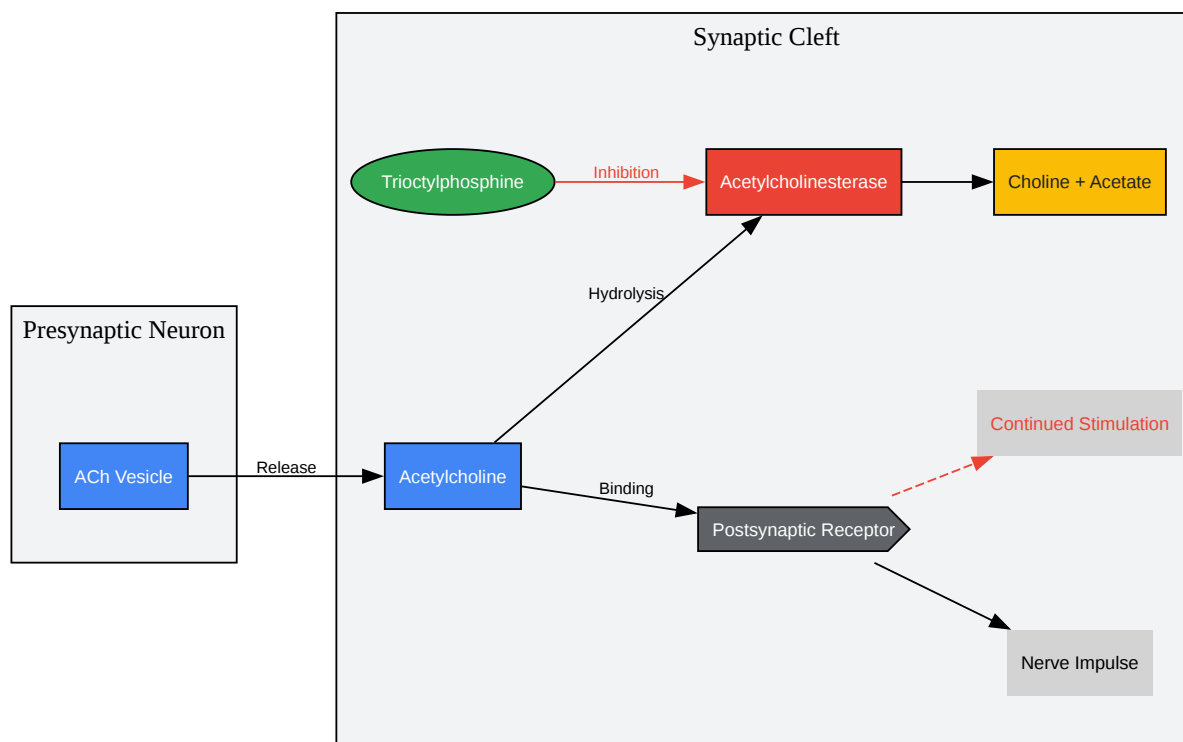 Synaptic Cleft
Trioctylphosphine
Inhibition
Acetylcholinesterase
Choline + Acetate
Hydrolysis
Presynaptic Neuron
ACh Vesicle
Release
Acetylcholine
Binding
Continued Stimulation
Postsynaptic Receptor
Nerve Impulse